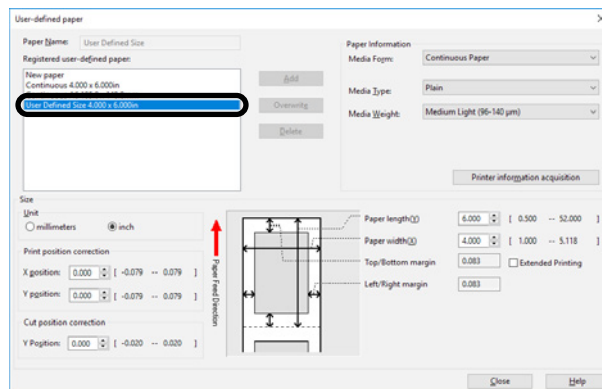 User-defined paper
Paper Name: User Defined Size
Registered user-defined paper:
New paper
Continuous 4.000 x 6.000in
User Defined Size 4.000 x 6.000in
Add
Overwrite
Delete
Paper Information
Media Form: Continuous Paper
Media Type: Plain
Media Weight: Medium Light (96-140 μm)
Printer information acquisition
Size
Unit
millimeters inch
Print position correction
X position: 0.000 [ -0.079 -- 0.079 ]
Y position: 0.000 [ -0.079 -- 0.079 ]
Cut position correction
Y Position: 0.000 [ -0.020 -- 0.020 ]
Paper Feed Direction
Paper length(Y) 6.000 [ 0.500 -- 52.000 ]
Paper width(X) 4.000 [ 1.000 -- 5.118 ]
Top/Bottom margin 0.083 Extended Printing
Left/Right margin 0.083
Close Help